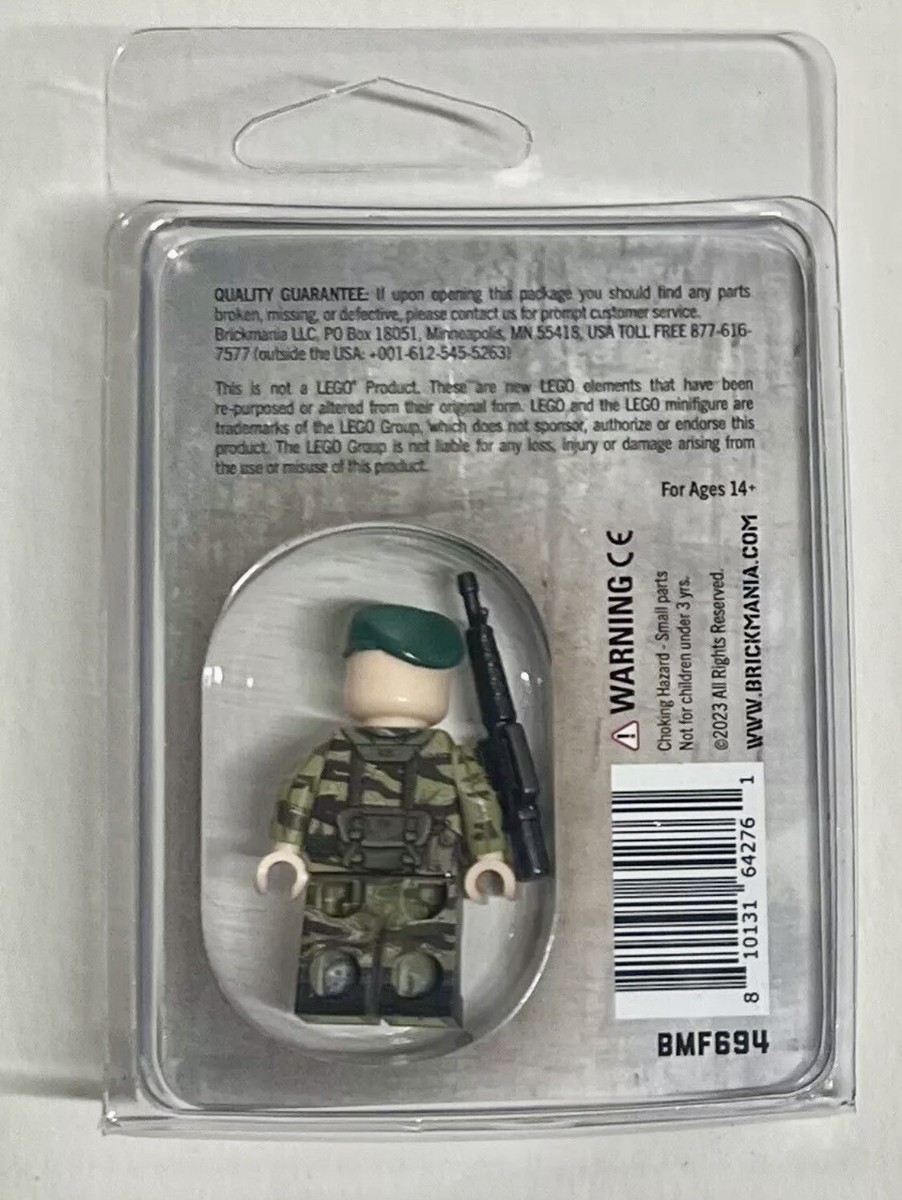 QUALITY GUARANTEE: If upon opening this package you should find any parts
broken, missing, or defective, please contact us for prompt customer service.
Brickmania LLC, PO Box 18051, Minneapolis, MN 55418, USA TOLL FREE 877-616-
7577 (outside the USA: +001-612-545-5263)
This is not a LEGO® Product. These are new LEGO elements that have been
re-purposed or altered from their original form. LEGO and the LEGO minifigure are
trademarks of the LEGO Group, which does not sponsor, authorize or endorse this
product. The LEGO Group is not liable for any loss, injury or damage arising from
the use or misuse of this product.
For Ages 14+
⚠ WARNING CE
Choking Hazard - Small parts
Not for children under 3 yrs.
©2023 All Rights Reserved.
WWW.BRICKMANIA.COM
8 10131 64276 1
BMF694